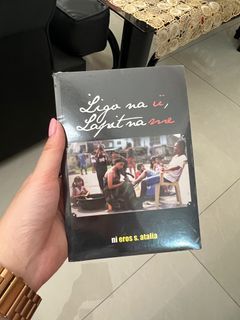 Ligo na ü,
Lapit na me
ni eros s. atalia